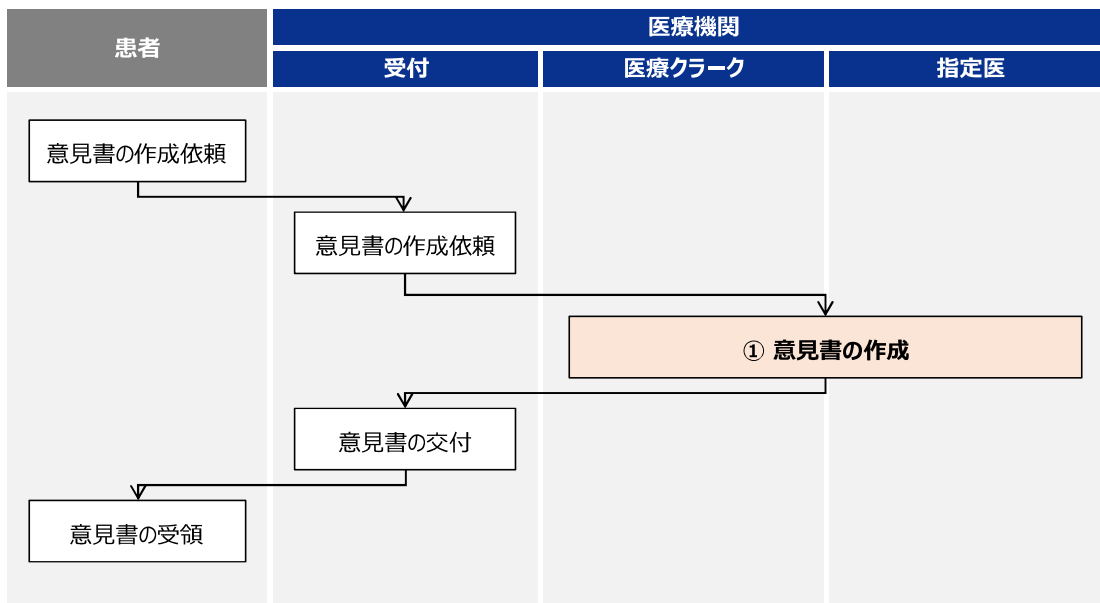 患者
医療機関
受付
医療クラーク
指定医
意見書の作成依頼
意見書の作成依頼
① 意見書の作成
意見書の交付
意見書の受領